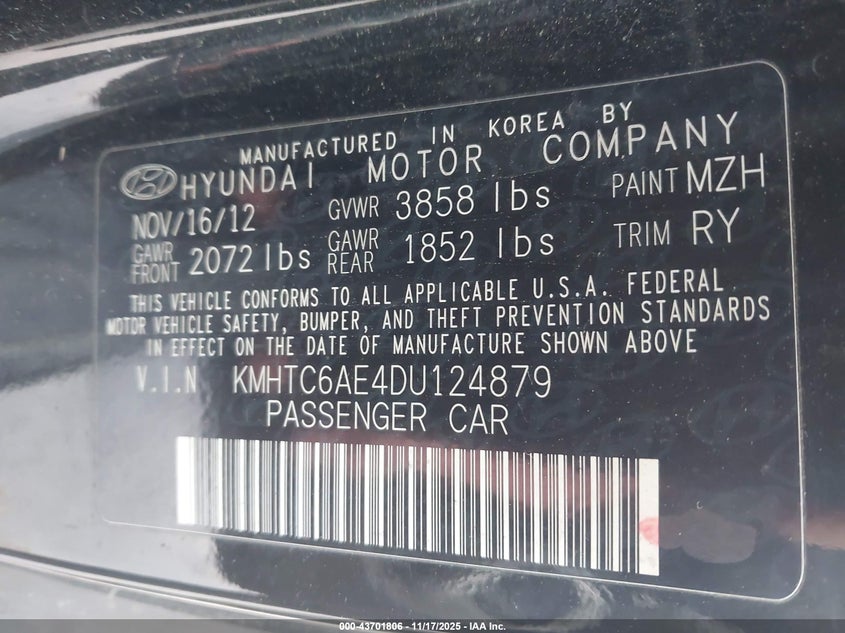 MANUFACTURED IN KOREA BY
HYUNDAI MOTOR COMPANY
NOV/16/12 GVWR 3858 lbs PAINT MZH
GAWR FRONT 2072 lbs GAWR REAR 1852 lbs TRIM RY
THIS VEHICLE CONFORMS TO ALL APPLICABLE U.S.A. FEDERAL
MOTOR VEHICLE SAFETY, BUMPER, AND THEFT PREVENTION STANDARDS
IN EFFECT ON THE DATE OF MANUFACTURE SHOWN ABOVE
V.I.N KMHTC6AE4DU124879
PASSENGER CAR
000-43701806 - 11/17/2025 - IAA Inc.